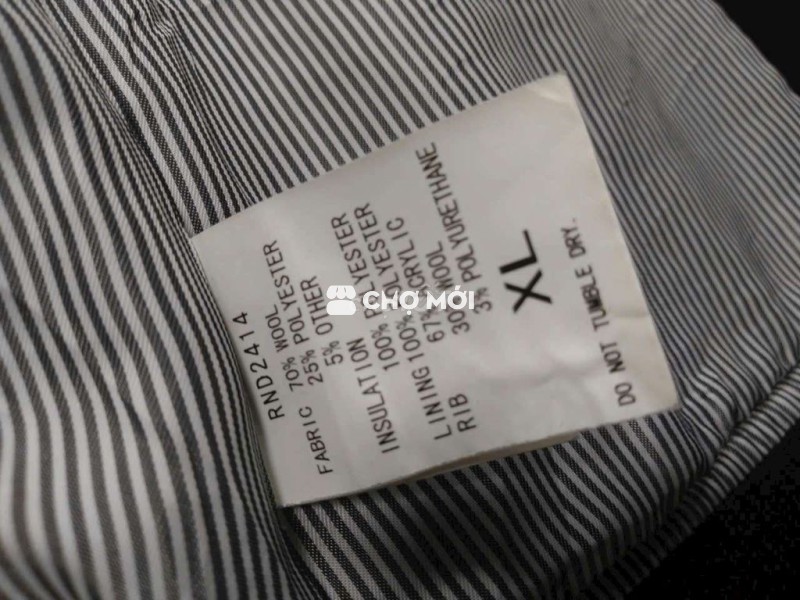 RND2414
FABRIC 70% WOOL
25% POLYESTER
5% OTHER
INSULATION
100% POLYESTER
LINING 100% POLYESTER
RIB 67% ACRYLIC
30% WOOL
3% POLYURETHANE
XL
DO NOT TUMBLE DRY.
CHỢ MỚI